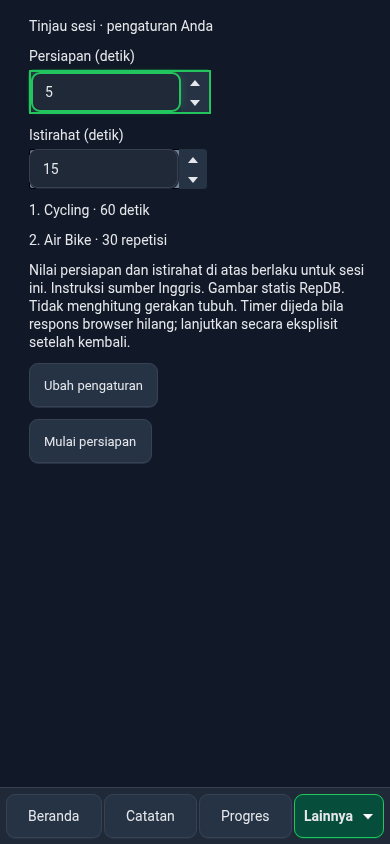 Tinjau sesi · pengaturan Anda
Persiapan (detik)
5
Istirahat (detik)
15
1. Cycling · 60 detik
2. Air Bike · 30 repetisi
Nilai persiapan dan istirahat di atas berlaku untuk sesi
ini. Instruksi sumber Inggris. Gambar statis RepDB.
Tidak menghitung gerakan tubuh. Timer dijeda bila
respons browser hilang; lanjutkan secara eksplisit
setelah kembali.
Ubah pengaturan
Mulai persiapan
Beranda
Catatan
Progres
Lainnya